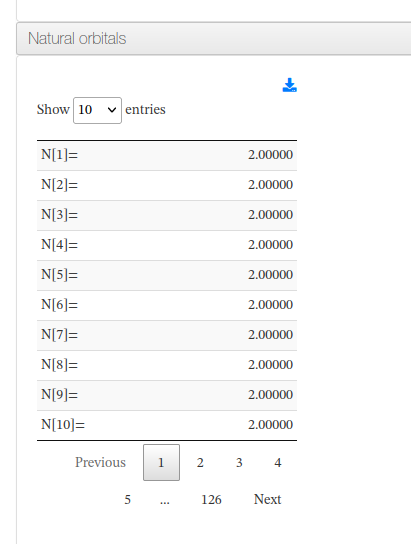 Natural orbitals
Show 10 entries
N[1]= 2.00000
N[2]= 2.00000
N[3]= 2.00000
N[4]= 2.00000
N[5]= 2.00000
N[6]= 2.00000
N[7]= 2.00000
N[8]= 2.00000
N[9]= 2.00000
N[10]= 2.00000
Previous 1 2 3 4
5 ... 126 Next